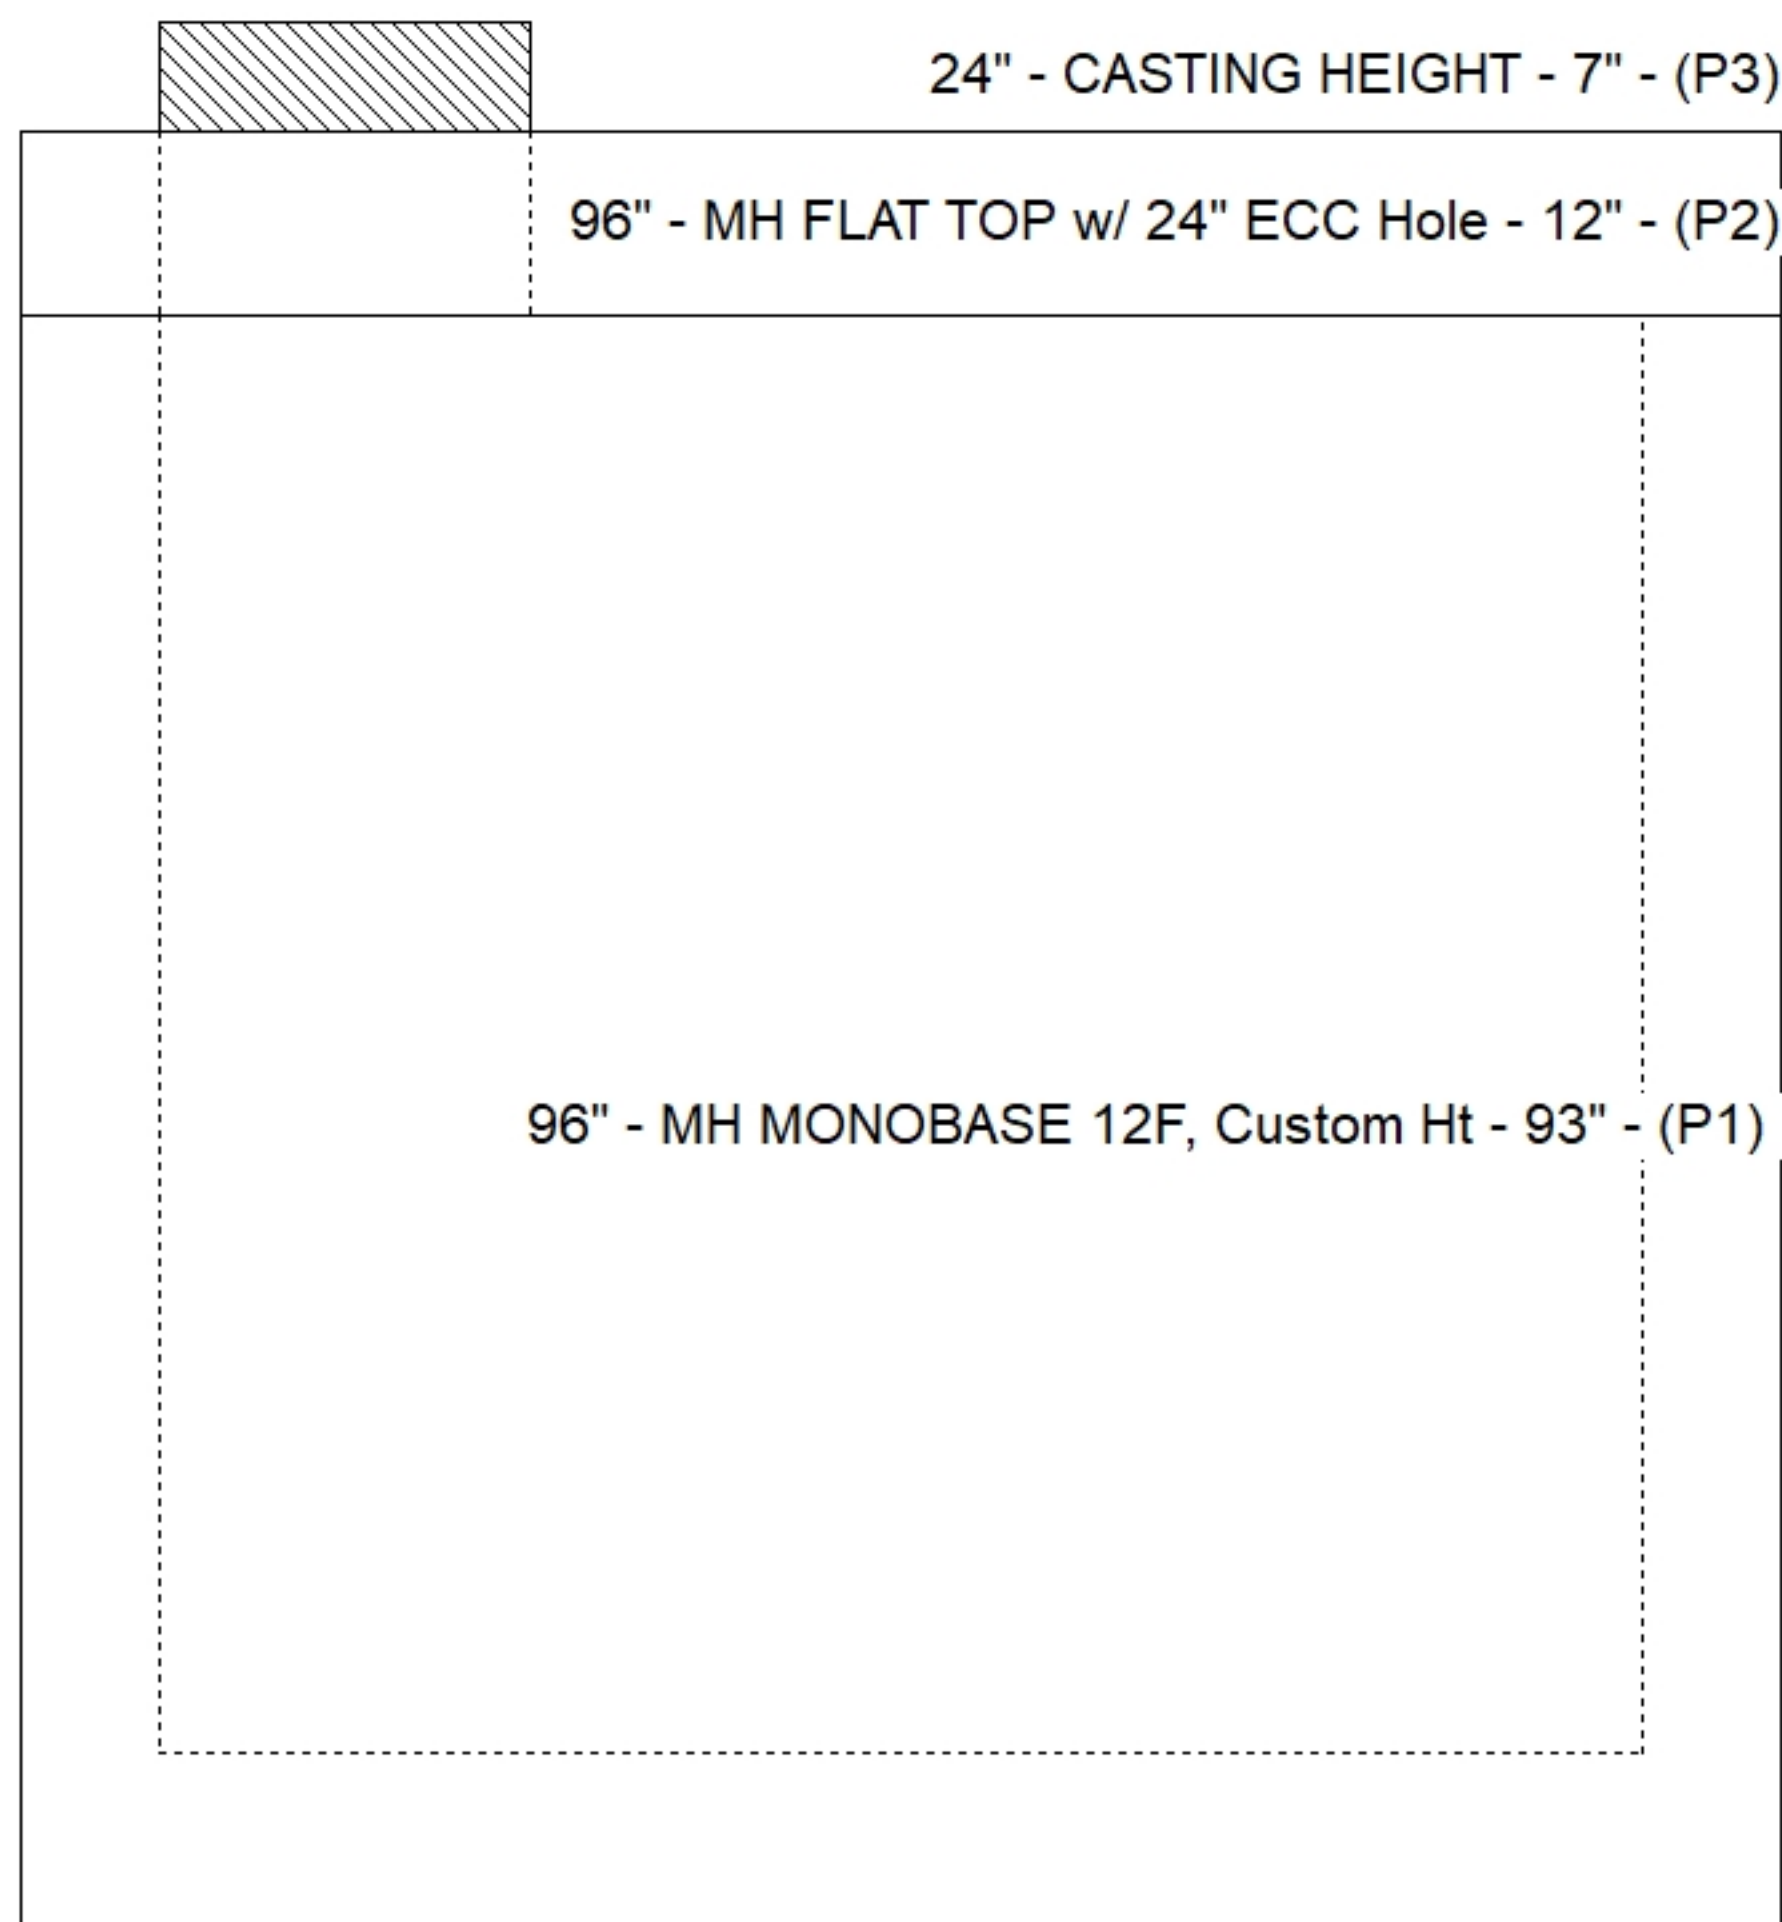 24" - CASTING HEIGHT - 7" - (P3)
96" - MH FLAT TOP w/ 24" ECC Hole - 12" - (P2)
96" - MH MONOBASE 12F, Custom Ht - 93" - (P1)